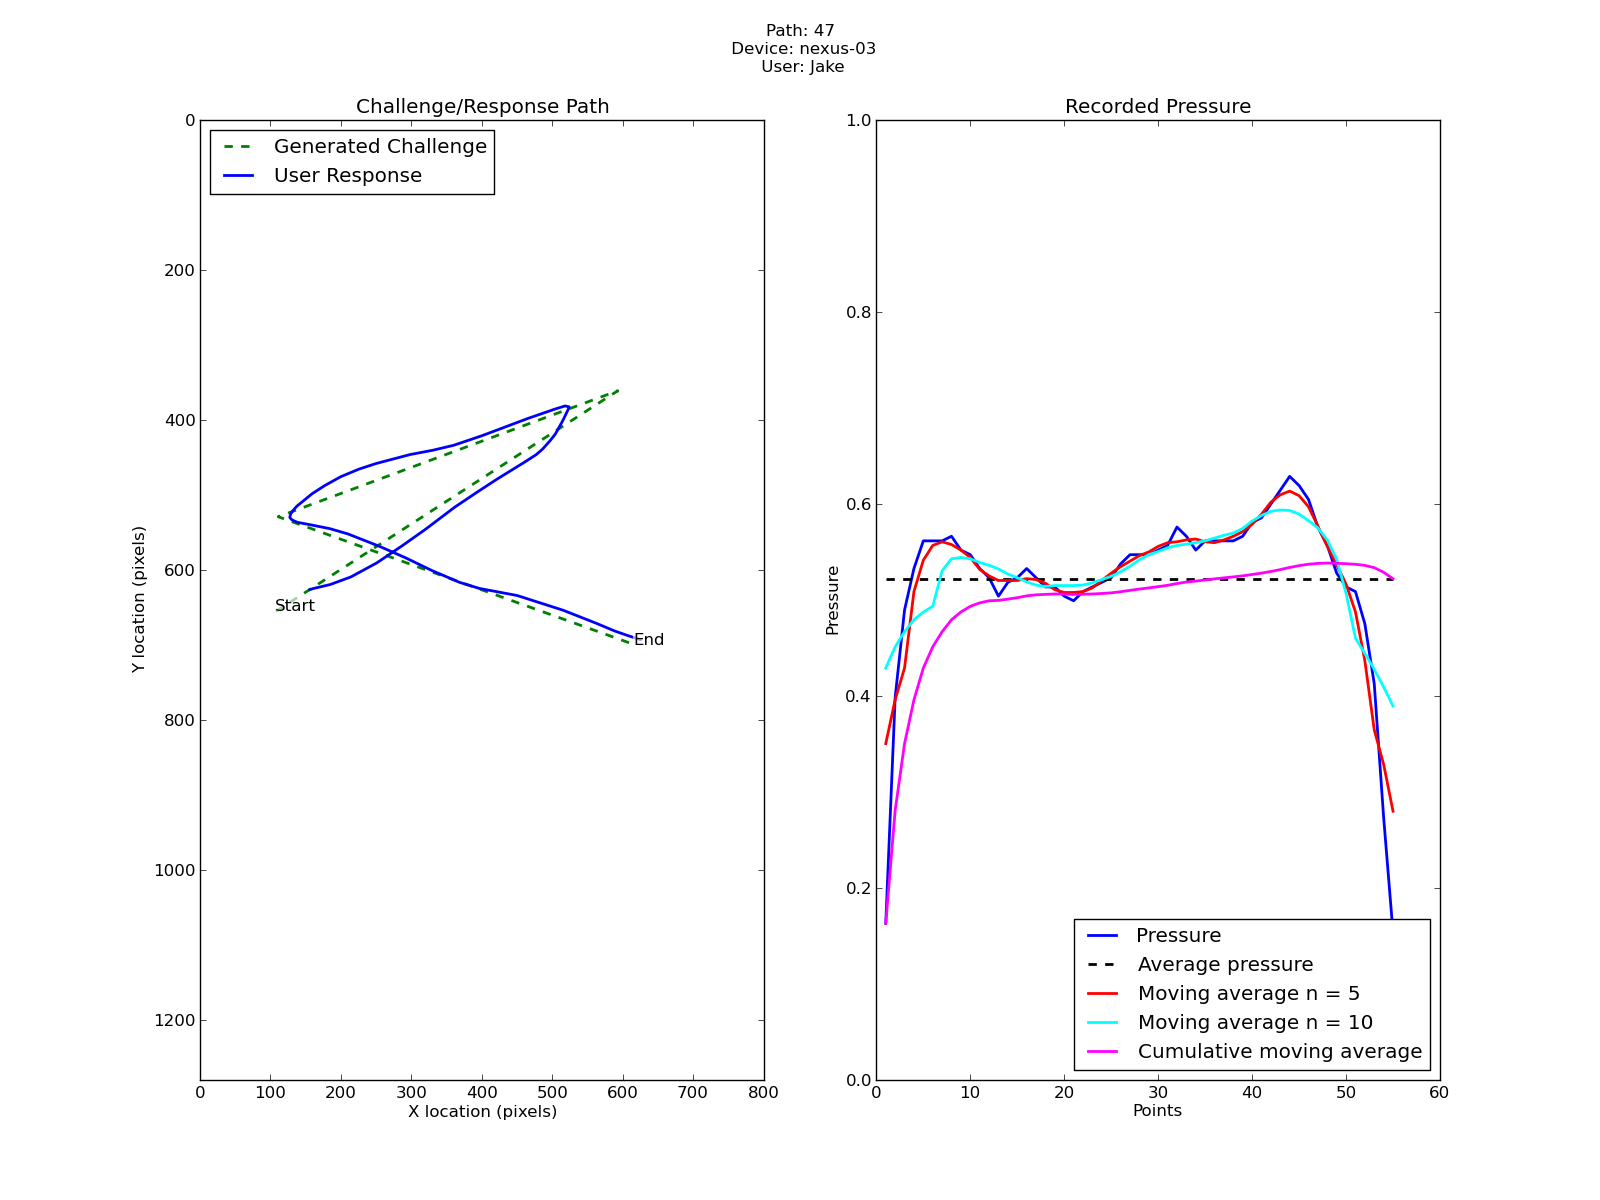 Path: 47
Device: nexus-03
User: Jake
Challenge/Response Path
Generated Challenge
User Response
0
200
400
600
800
1000
1200
Y location (pixels)
Start
End
0 100 200 300 400 500 600 700 800
X location (pixels)
Recorded Pressure
1.0
0.8
0.6
0.4
0.2
0.0
Pressure
Pressure
Average pressure
Moving average n = 5
Moving average n = 10
Cumulative moving average
0 10 20 30 40 50 60
Points